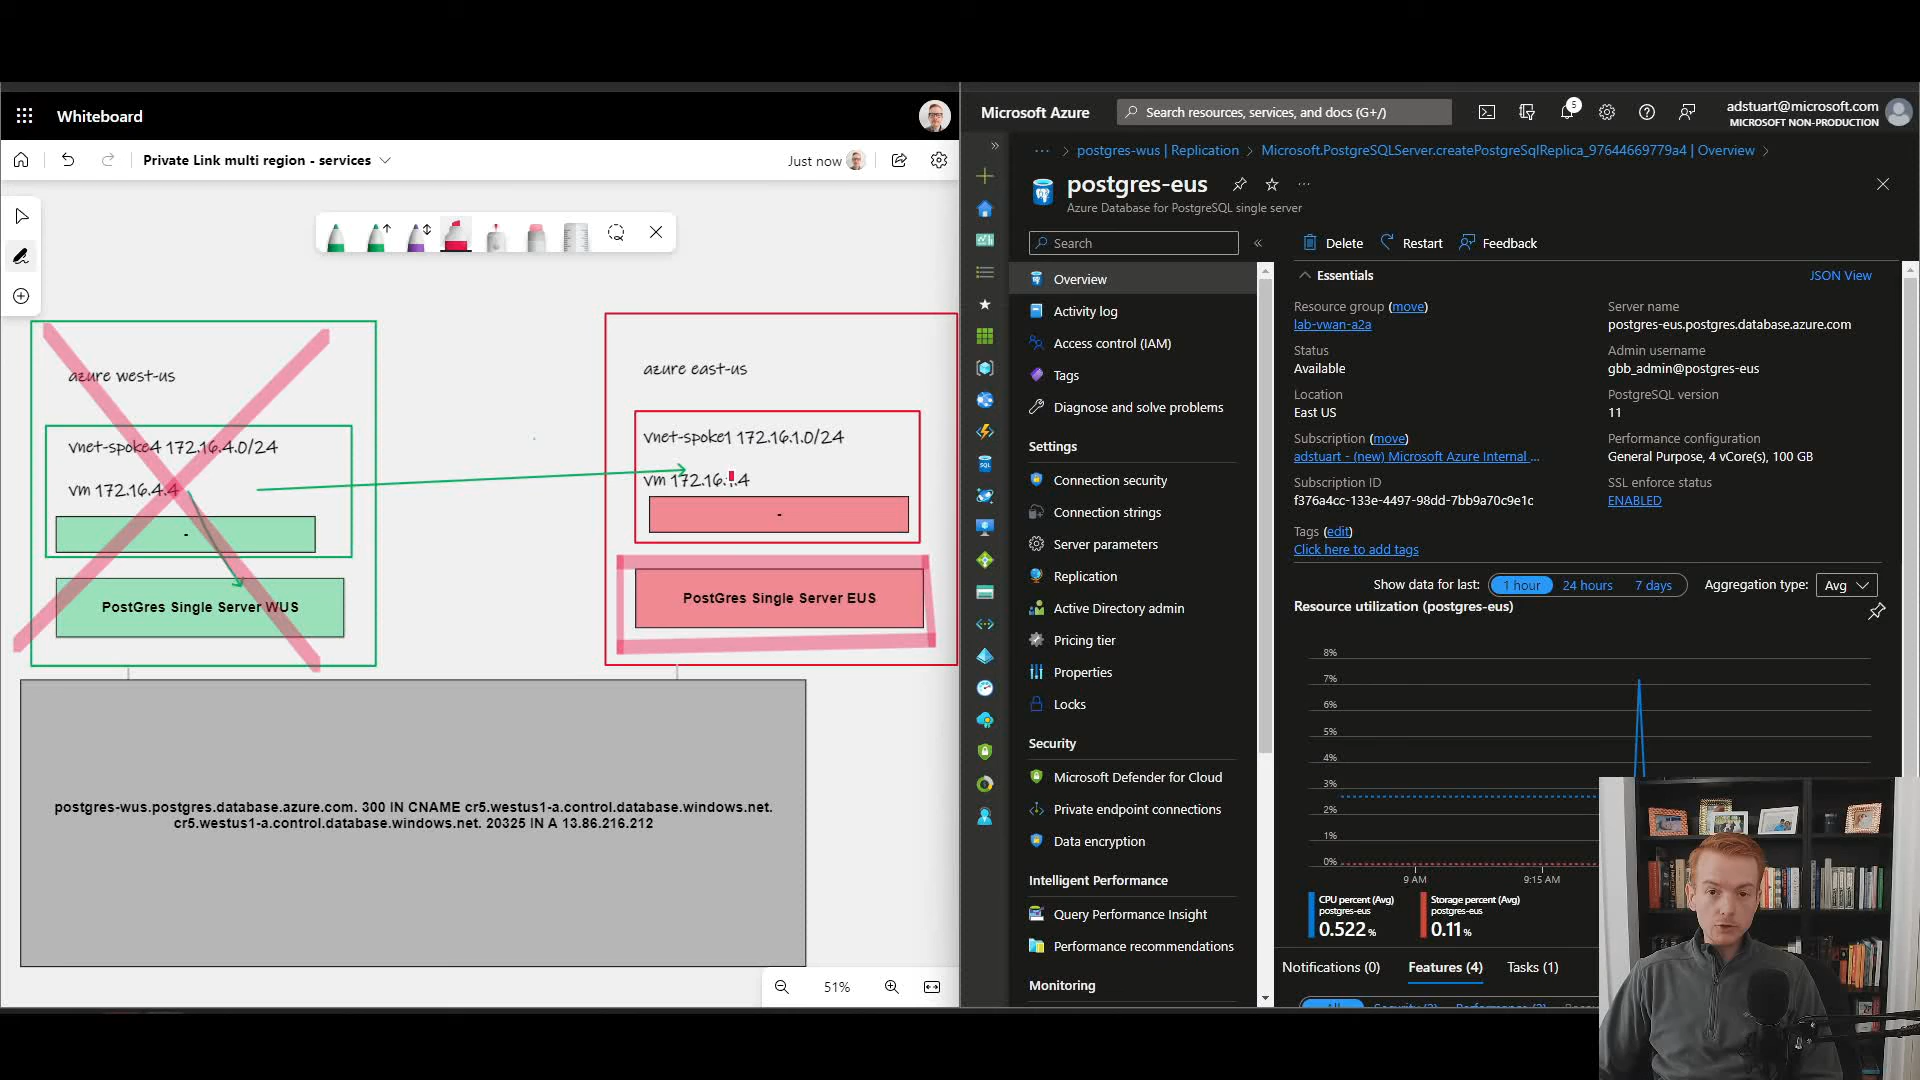 Whiteboard
Private Link multi region - services
Just now
azure west-us
vnet-spoke4 172.16.4.0/24
vm 172.16.4.4
-
PostGres Single Server WUS
azure east-us
vnet-spoke1 172.16.1.0/24
vm 172.16.1.4
-
PostGres Single Server EUS
postgres-wus.postgres.database.azure.com. 300 IN CNAME cr5.westus1-a.control.database.windows.net.
cr5.westus1-a.control.database.windows.net. 20325 IN A 13.86.216.212
51%
Microsoft Azure
Search resources, services, and docs (G+/)
5
adstuart@microsoft.com
MICROSOFT NON-PRODUCTION
... > postgres-wus | Replication > Microsoft.PostgreSQLServer.createPostgreSqlReplica_97644669779a4 | Overview >
postgres-eus
Azure Database for PostgreSQL single server
Search
Overview
Activity log
Access control (IAM)
Tags
Diagnose and solve problems
Settings
Connection security
Connection strings
Server parameters
Replication
Active Directory admin
Pricing tier
Properties
Locks
Security
Microsoft Defender for Cloud
Private endpoint connections
Data encryption
Intelligent Performance
Query Performance Insight
Performance recommendations
Monitoring
Delete Restart Feedback
Essentials
JSON View
Resource group (move)
lab-vwan-a2a
Status
Available
Location
East US
Subscription (move)
adstuart - (new) Microsoft Azure Internal ...
Subscription ID
f376a4cc-133e-4497-98dd-7bb9a70c9e1c
Tags (edit)
Click here to add tags
Server name
postgres-eus.postgres.database.azure.com
Admin username
gbb_admin@postgres-eus
PostgreSQL version
11
Performance configuration
General Purpose, 4 vCore(s), 100 GB
SSL enforce status
ENABLED
Show data for last: 1 hour 24 hours 7 days Aggregation type: Avg
Resource utilization (postgres-eus)
8%
7%
6%
5%
4%
3%
2%
1%
0%
9 AM 9:15 AM
CPU percent (Avg)
postgres-eus
0.522 %
Storage percent (Avg)
postgres-eus
0.11 %
Notifications (0) Features (4) Tasks (1)